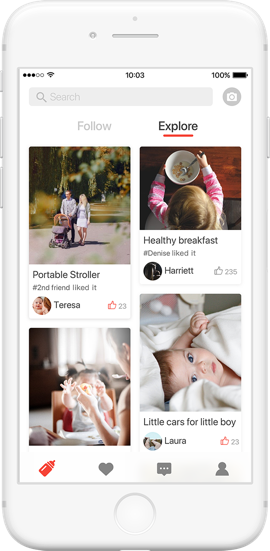 10:03
100%
Search
Follow
Explore
Portable Stroller
#2nd friend liked it
Teresa
23
Healthy breakfast
#Denise liked it
Harriett
235
Little cars for little boy
Laura
23